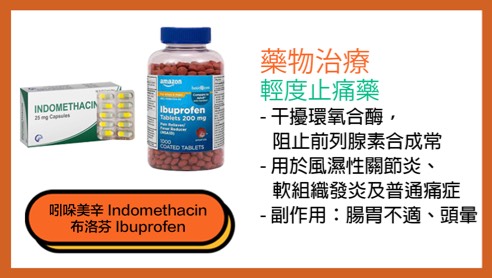 藥物治療
輕度止痛藥
- 干擾環氧合酶，
阻止前列腺素合成常
- 用於風濕性關節炎、
軟組織發炎及普通痛症
- 副作用：腸胃不適、頭暈
INDOMETHACIN
25 mg Capsules
amazon
Ibuprofen
Tablets 200 mg
Pain Reliever/
Fever Reducer
(NSAID)
1000
COATED TABLETS
吲哚美辛 Indomethacin
布洛芬 Ibuprofen